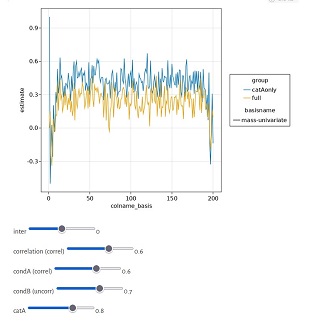 0.9
0.6
0.3
0.0
-0.3
estimate
0 50 100 150 200
colname_basis
group
catAonly
full
basisname
mass-univariate
inter 0
correlation (correl) 0.6
condA (correl) 0.6
condB (uncorr) 0.7
catA 0.8